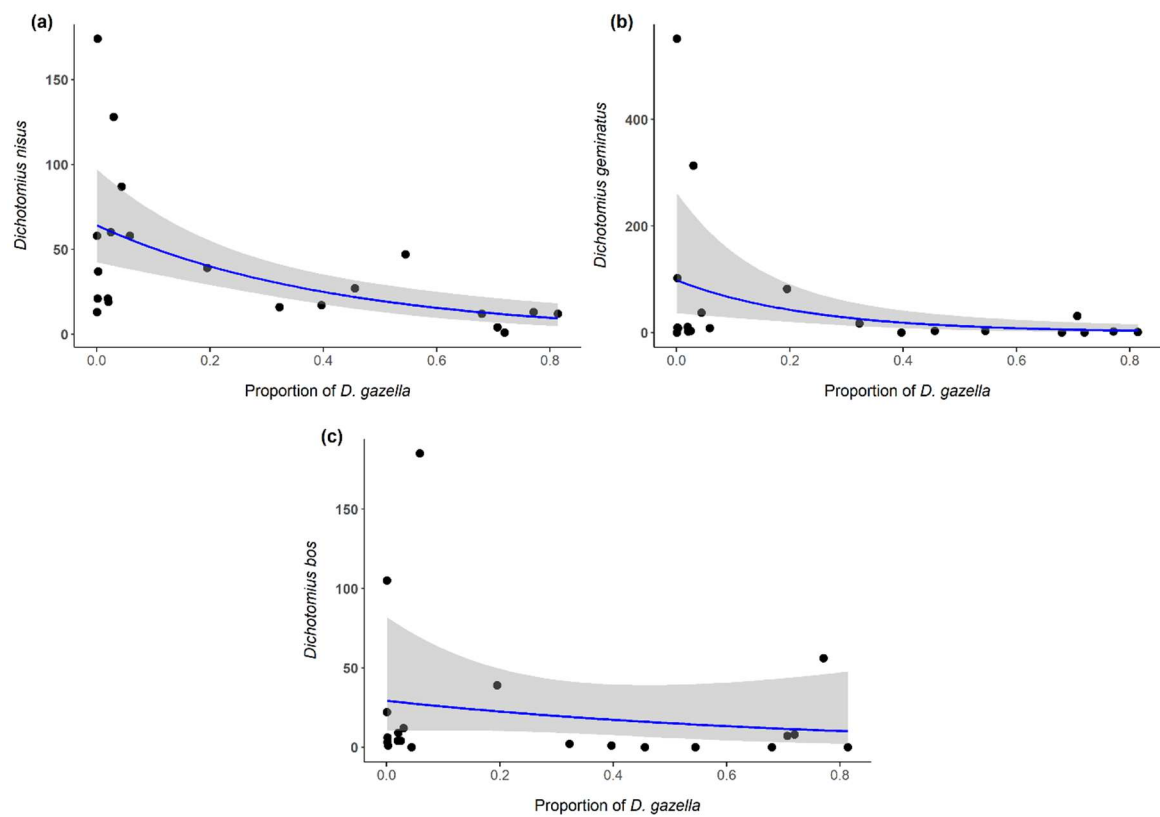 (a)
Dichotomius nisus
150
100
50
0
0.0 0.2 0.4 0.6 0.8
Proportion of D. gazella
(b)
Dichotomius geminatus
400
200
0
0.0 0.2 0.4 0.6 0.8
Proportion of D. gazella
(c)
Dichotomius bos
150
100
50
0
0.0 0.2 0.4 0.6 0.8
Proportion of D. gazella